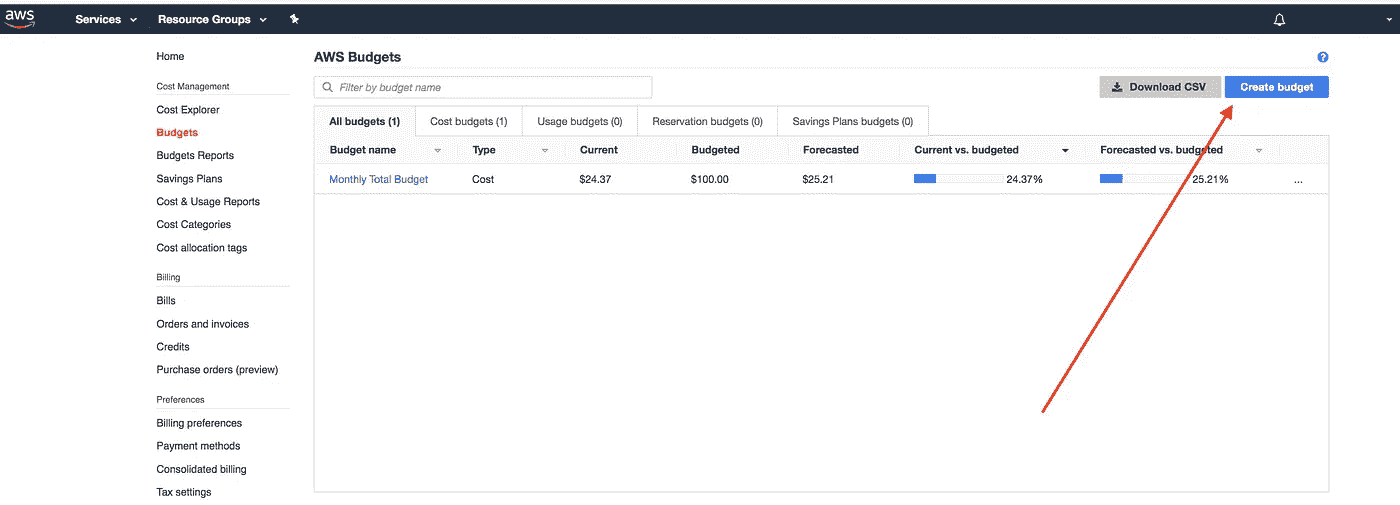 aws Services Resource Groups
Home
Cost Management
Cost Explorer
Budgets
Budgets Reports
Savings Plans
Cost & Usage Reports
Cost Categories
Cost allocation tags
Billing
Bills
Orders and invoices
Credits
Purchase orders (preview)
Preferences
Billing preferences
Payment methods
Consolidated billing
Tax settings
AWS Budgets ?
Filter by budget name Download CSV Create budget
All budgets (1) Cost budgets (1) Usage budgets (0) Reservation budgets (0) Savings Plans budgets (0)
Budget name Type Current Budgeted Forecasted Current vs. budgeted Forecasted vs. budgeted
Monthly Total Budget Cost $24.37 $100.00 $25.21 24.37% 25.21% ...